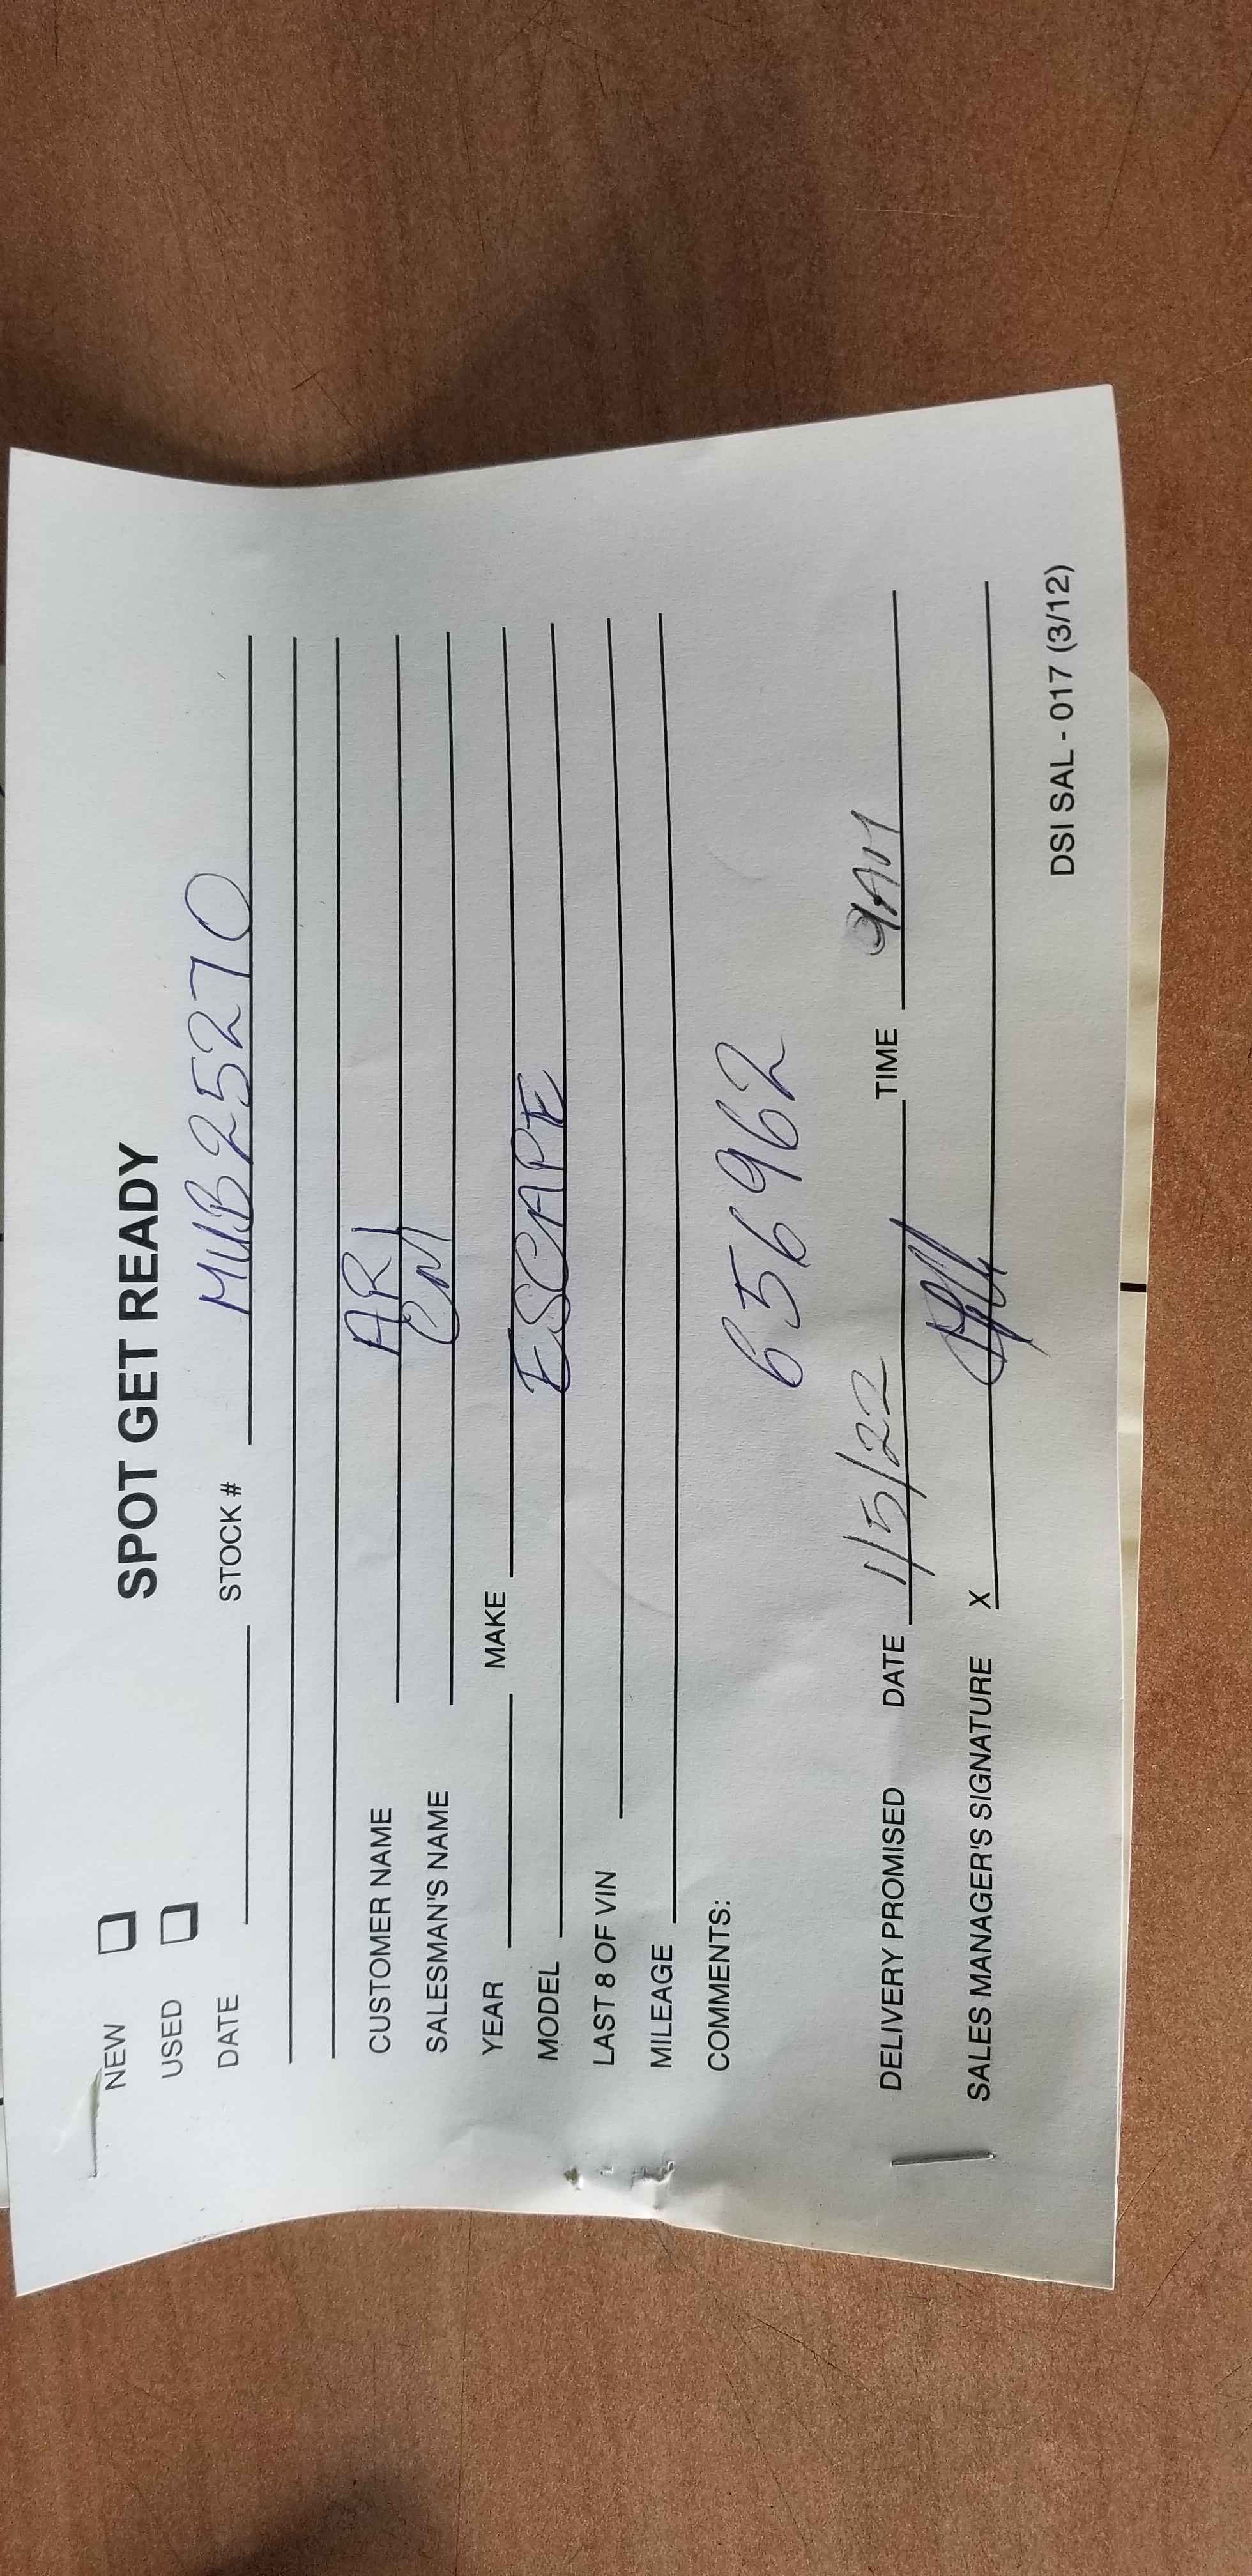 SPOT GET READY
NEW
USED
DATE STOCK # MUB25270
CUSTOMER NAME ARI
SALESMAN'S NAME CM
YEAR MAKE
MODEL ESCAPE
LAST 8 OF VIN
MILEAGE
COMMENTS:
656962
DELIVERY PROMISED DATE 1/5/22 TIME 9AM
SALES MANAGER'S SIGNATURE X
DSI SAL - 017 (3/12)